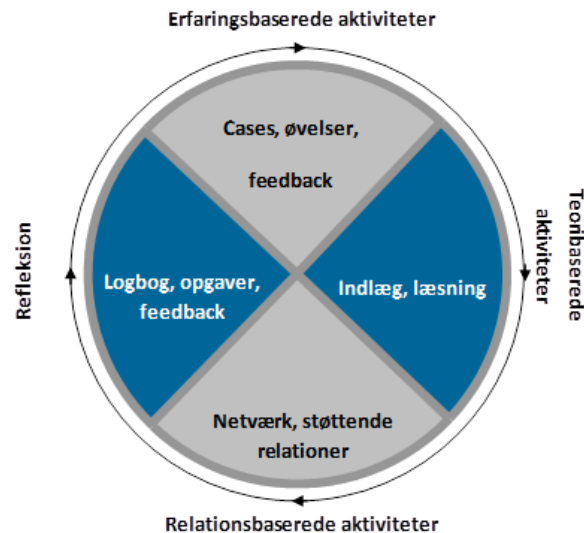 Erfaringsbaserede aktiviteter
Cases, øvelser,
feedback
Refleksion
Logbog, opgaver,
feedback
Indlæg, læsning
Teoribaserede
aktiviteter
Netværk, støttende
relationer
Relationsbaserede aktiviteter